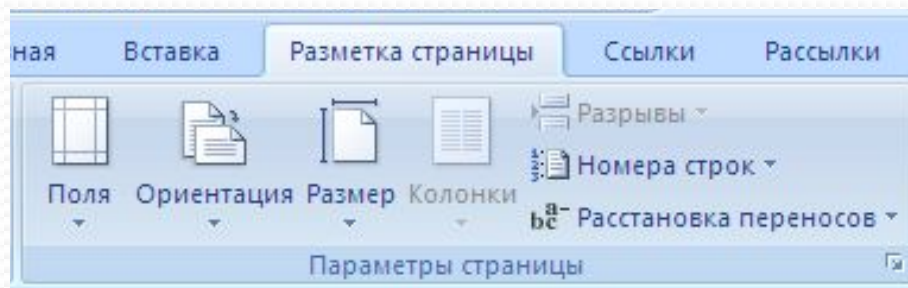 ная Вставка Разметка страницы Ссылки Рассылки
Поля Ориентация Размер Колонки
Разрывы
Номера строк
Расстановка переносов
Параметры страницы